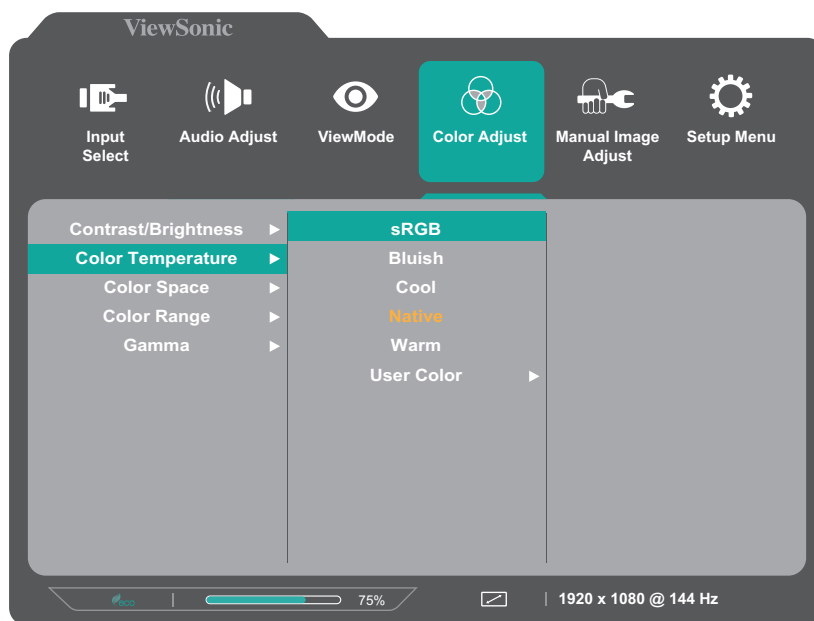 ViewSonic
Input
Select
Audio Adjust
ViewMode
Color Adjust
Manual Image
Adjust
Setup Menu
Contrast/Brightness
Color Temperature
Color Space
Color Range
Gamma
sRGB
Bluish
Cool
Native
Warm
User Color
eco
75%
1920 x 1080 @ 144 Hz